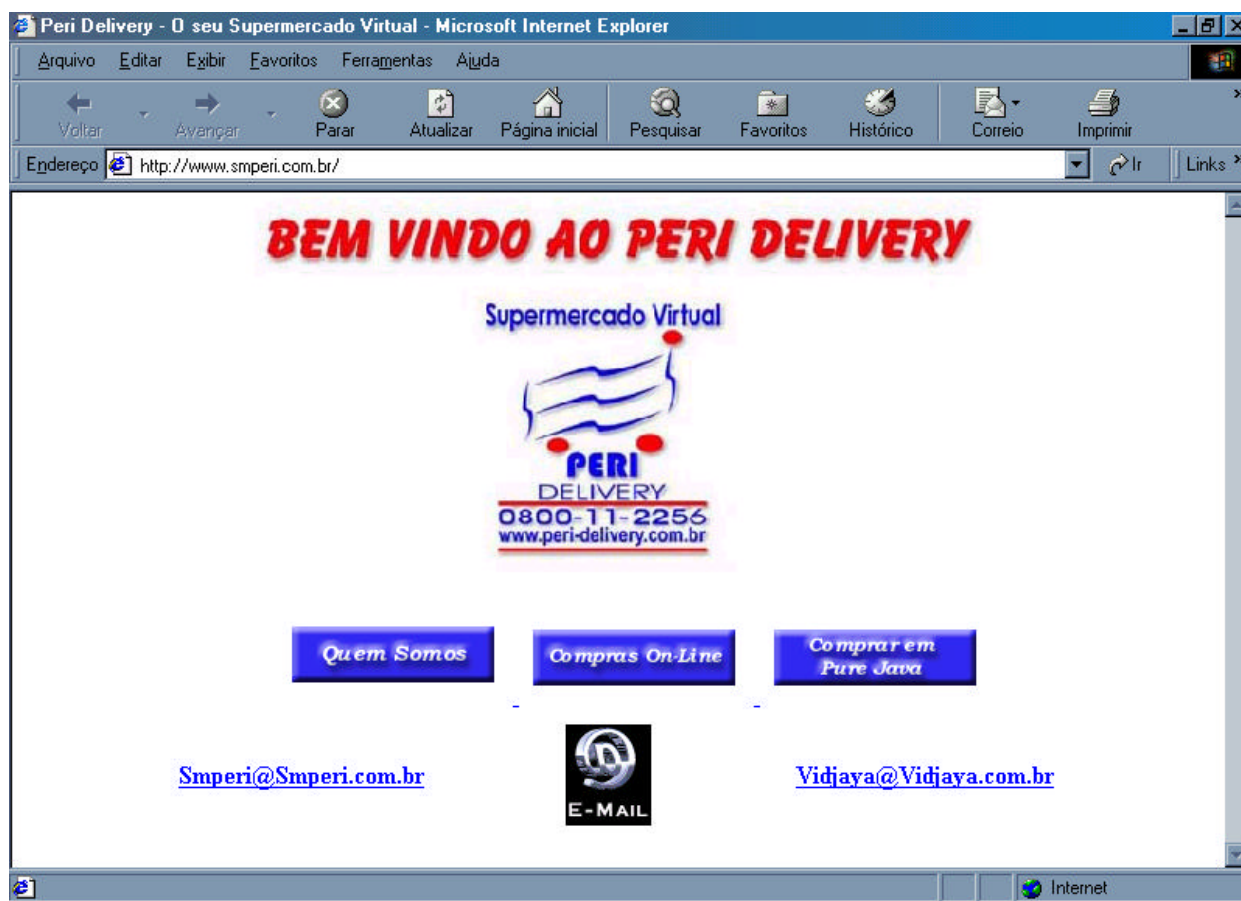 Peri Delivery - O seu Supermercado Virtual - Microsoft Internet Explorer
Arquivo Editar Exibir Favoritos Ferramentas Ajuda
Voltar Avançar Parar Atualizar Página inicial Pesquisar Favoritos Histórico Correio Imprimir
Endereço http://www.smperi.com.br/ Ir Links
BEM VINDO AO PERI DELIVERY
Supermercado Virtual
PERI
DELIVERY
0800-11-2256
www.peri-delivery.com.br
Quem Somos
Compras On-Line
Comprar em
Pure Java
Smperi@Smperi.com.br
E-MAIL
Vidjaya@Vidjaya.com.br
Internet